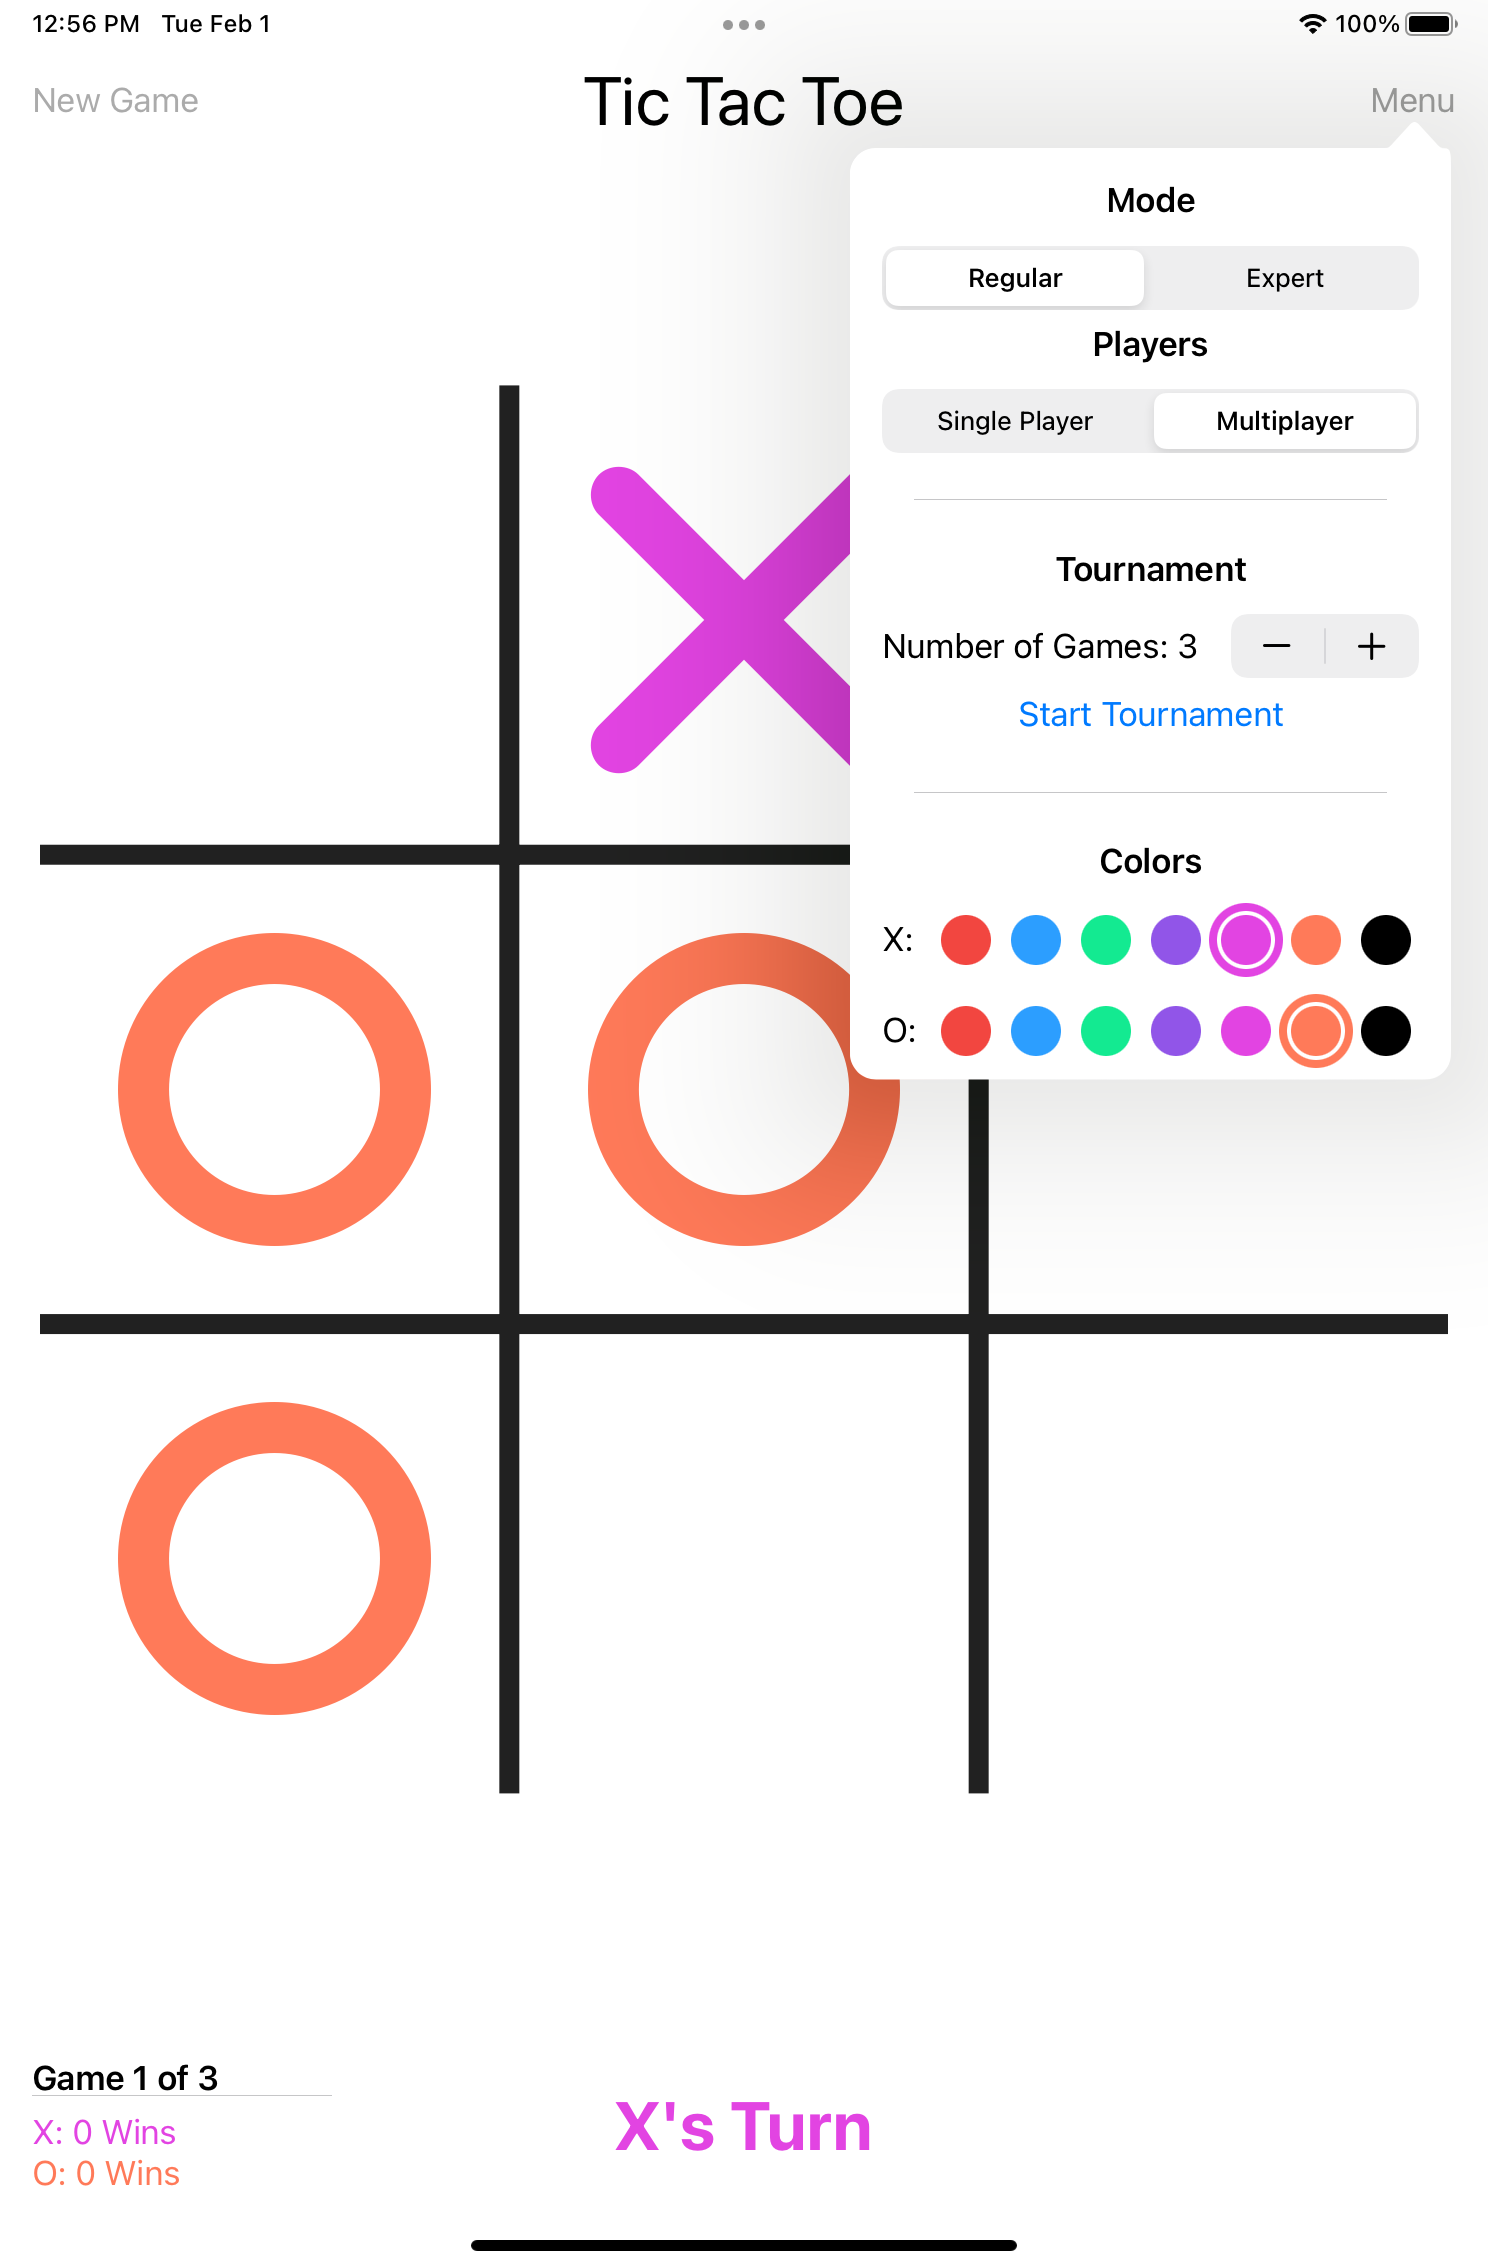 12:56 PM Tue Feb 1
100%
New Game
Tic Tac Toe
Menu
Mode
Regular
Expert
Players
Single Player
Multiplayer
Tournament
Number of Games: 3
Start Tournament
Colors
X:
O:
Game 1 of 3
X: 0 Wins
O: 0 Wins
X's Turn